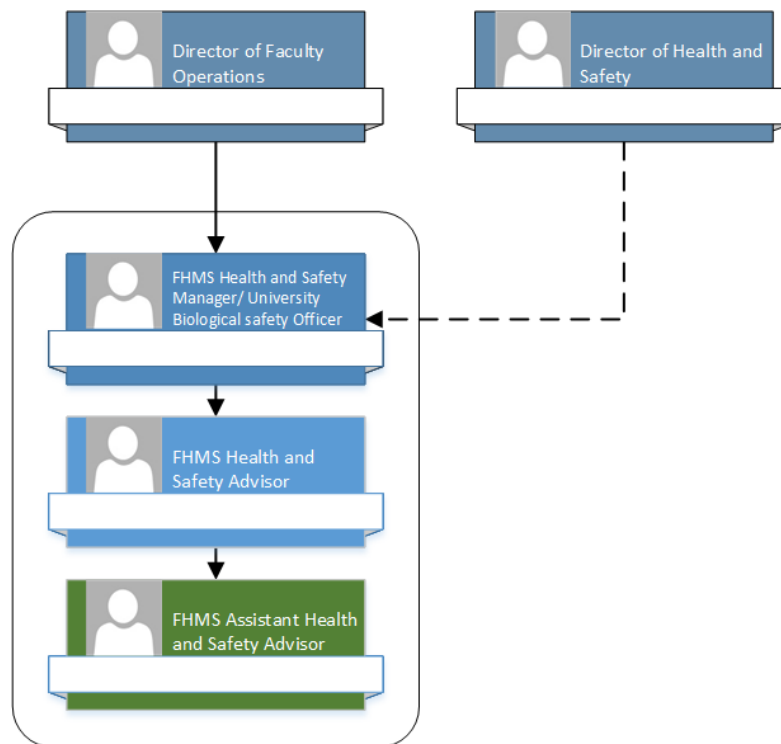 Director of Faculty
Operations
Director of Health and
Safety
FHMS Health and Safety
Manager/ University
Biological safety Officer
FHMS Health and
Safety Advisor
FHMS Assistant Health
and Safety Advisor